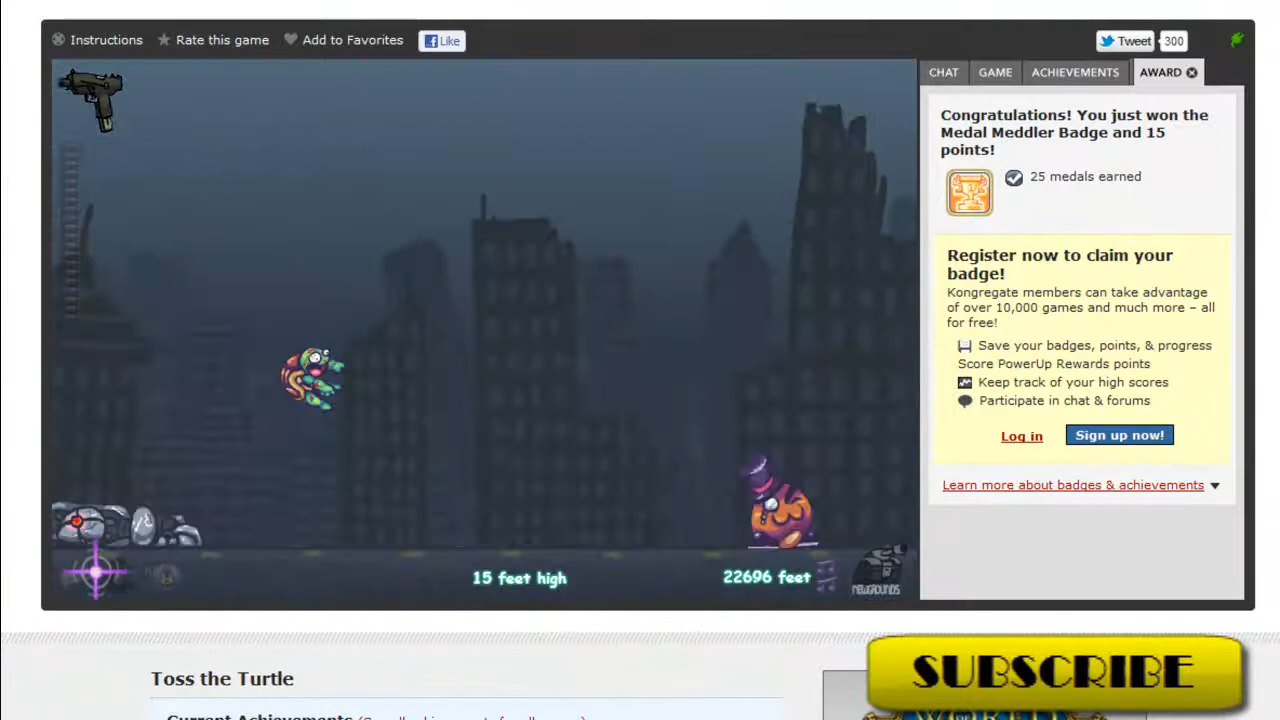 Instructions Rate this game Add to Favorites Like Tweet 300
CHAT GAME ACHIEVEMENTS AWARD
Congratulations! You just won the
Medal Meddler Badge and 15
points!
25 medals earned
Register now to claim your
badge!
Kongregate members can take advantage
of over 10,000 games and much more – all
for free!
Save your badges, points, & progress
Score PowerUp Rewards points
Keep track of your high scores
Participate in chat & forums
Log in Sign up now!
Learn more about badges & achievements
15 feet high 22696 feet
NEWGROUNDS
Toss the Turtle
SUBSCRIBE
Current Achievements
WORLD